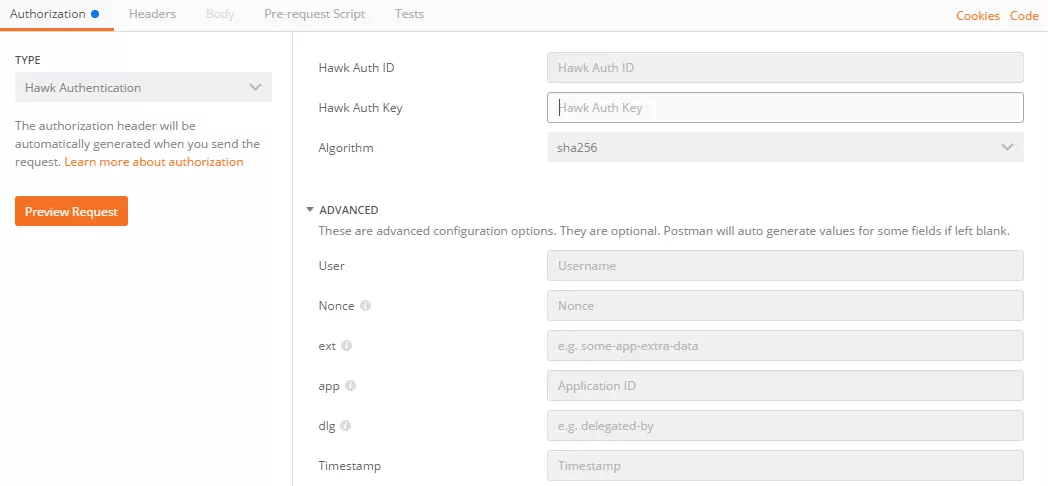 Authorization Headers Body Pre-request Script Tests Cookies Code
TYPE
Hawk Authentication
The authorization header will be
automatically generated when you send the
request. Learn more about authorization
Preview Request
Hawk Auth ID Hawk Auth ID
Hawk Auth Key Hawk Auth Key
Algorithm sha256
ADVANCED
These are advanced configuration options. They are optional. Postman will auto generate values for some fields if left blank.
User Username
Nonce i Nonce
ext i e.g. some-app-extra-data
app i Application ID
dlg i e.g. delegated-by
Timestamp Timestamp